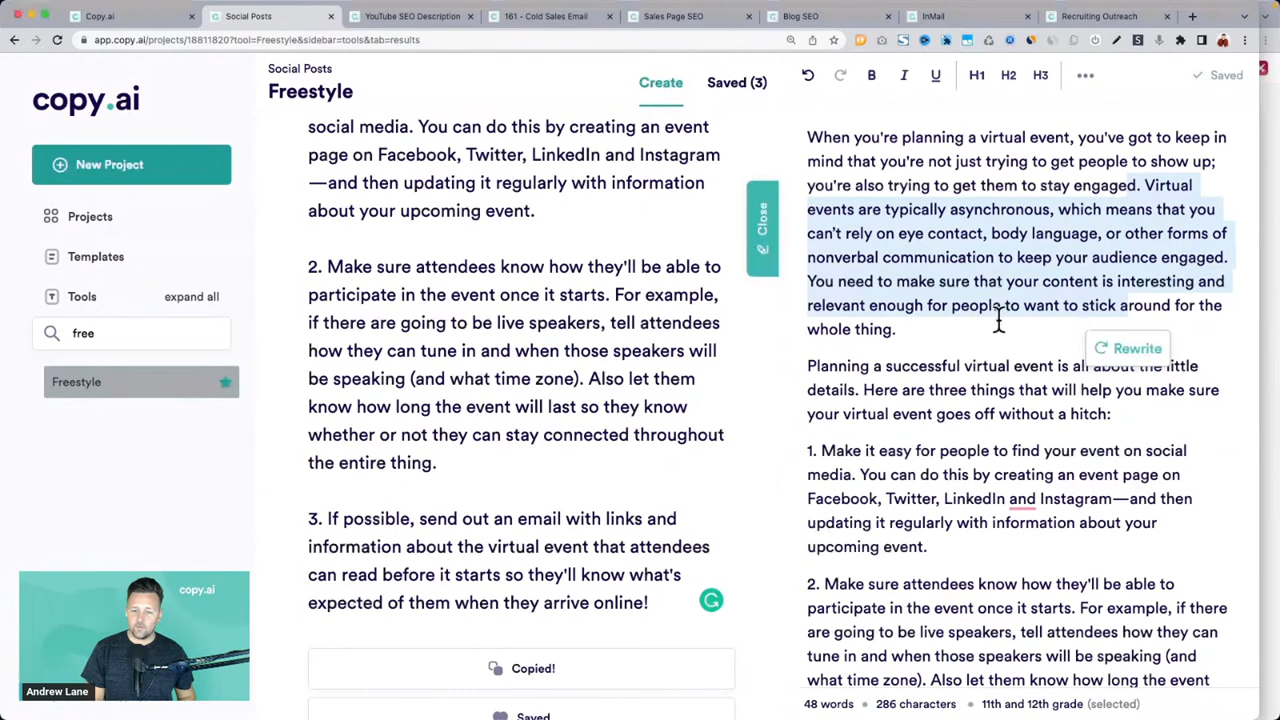 Copy.ai
Social Posts
YouTube SEO Description
161 - Cold Sales Email
Sales Page SEO
Blog SEO
InMail
Recruiting Outreach
app.copy.ai/projects/18811820?tool=Freestyle&sidebar=tools&tab=results
copy.ai
New Project
Projects
Templates
Tools
expand all
free
Freestyle
copy.ai
Andrew Lane
Social Posts
Freestyle
Create
Saved (3)
social media. You can do this by creating an event
page on Facebook, Twitter, LinkedIn and Instagram
—and then updating it regularly with information
about your upcoming event.
2. Make sure attendees know how they'll be able to
participate in the event once it starts. For example,
if there are going to be live speakers, tell attendees
how they can tune in and when those speakers will
be speaking (and what time zone). Also let them
know how long the event will last so they know
whether or not they can stay connected throughout
the entire thing.
3. If possible, send out an email with links and
information about the virtual event that attendees
can read before it starts so they'll know what's
expected of them when they arrive online!
Copied!
Saved
Close
B I U H1 H2 H3
Saved
When you're planning a virtual event, you've got to keep in
mind that you're not just trying to get people to show up;
you're also trying to get them to stay engaged. Virtual
events are typically asynchronous, which means that you
can't rely on eye contact, body language, or other forms of
nonverbal communication to keep your audience engaged.
You need to make sure that your content is interesting and
relevant enough for people to want to stick around for the
whole thing.
Rewrite
Planning a successful virtual event is all about the little
details. Here are three things that will help you make sure
your virtual event goes off without a hitch:
1. Make it easy for people to find your event on social
media. You can do this by creating an event page on
Facebook, Twitter, LinkedIn and Instagram—and then
updating it regularly with information about your
upcoming event.
2. Make sure attendees know how they'll be able to
participate in the event once it starts. For example, if there
are going to be live speakers, tell attendees how they can
tune in and when those speakers will be speaking (and
what time zone). Also let them know how long the event
48 words • 286 characters • 11th and 12th grade (selected)